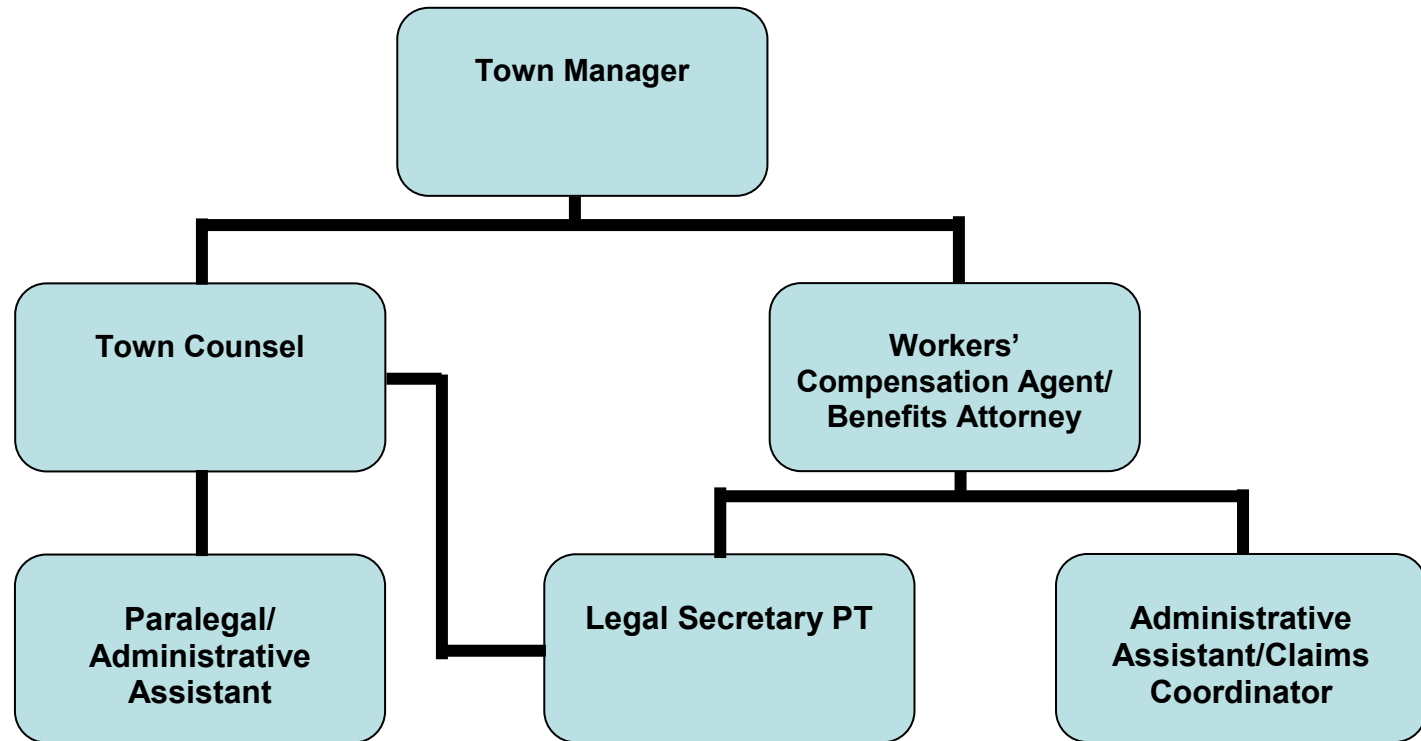 Town Manager
Town Counsel
Workers’
Compensation Agent/
Benefits Attorney
Paralegal/
Administrative
Assistant
Legal Secretary PT
Administrative
Assistant/Claims
Coordinator